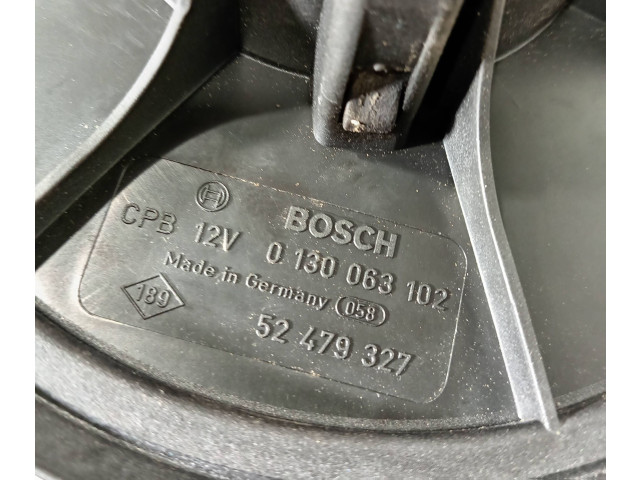 BOSCH
CPB 12V 0 130 063 102
Made in Germany 058
189 52 479 327